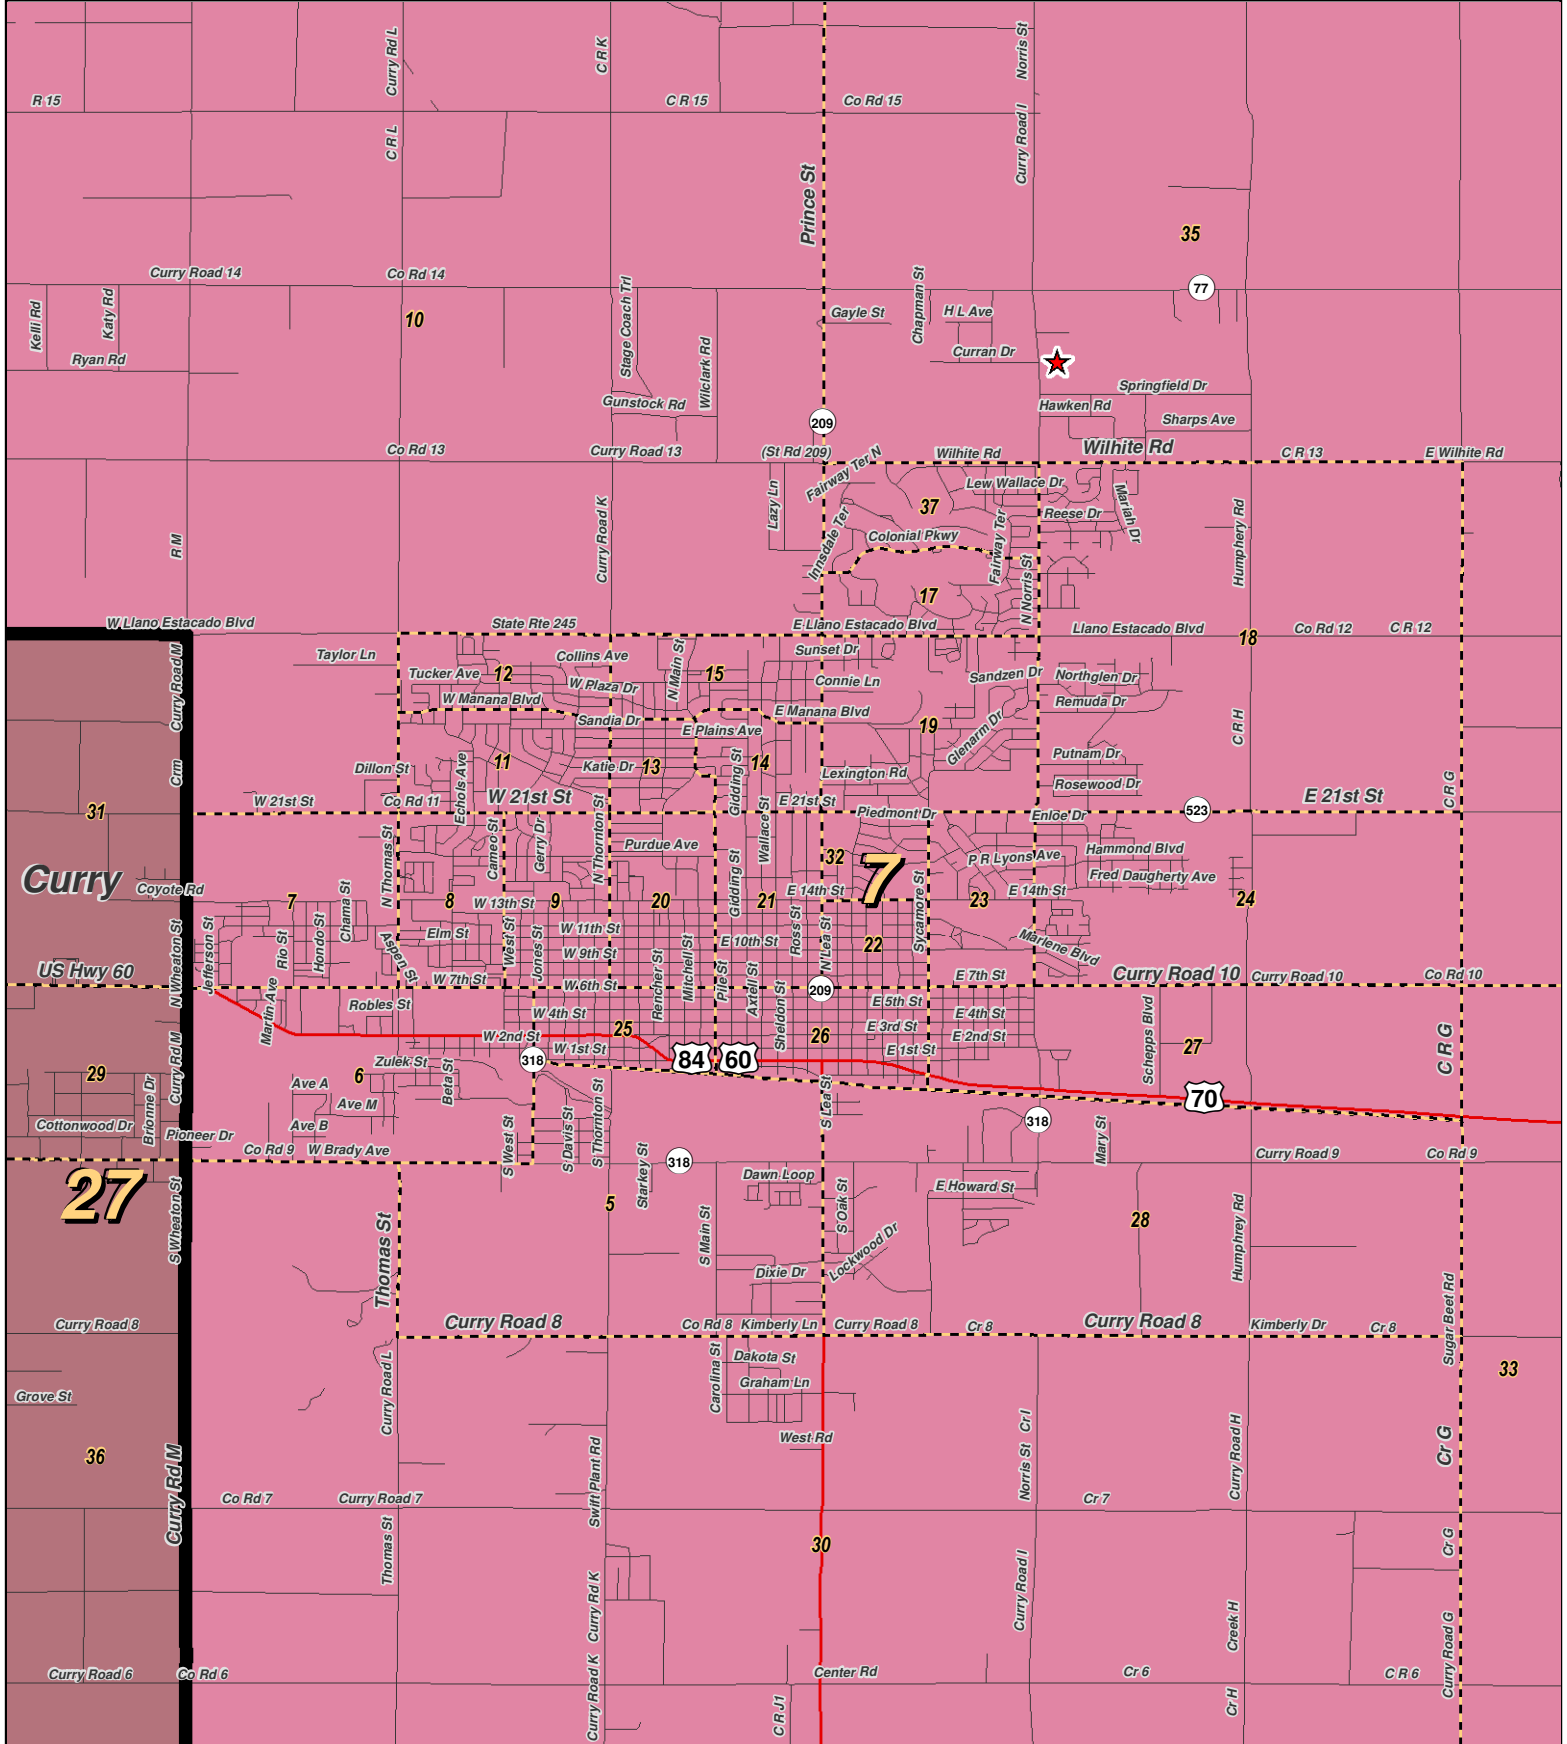 Curry Rd L
C R K
Norris St
R 15
C R 15
Co Rd 15
C R L
Curry Road I
Prince St
35
Curry Road 14
Co Rd 14
77
Kelli Rd
Katy Rd
10
Stage Coach Trl
Gayle St
Chapman St
H L Ave
Ryan Rd
Wilclark Rd
Curran Dr
Springfield Dr
Gunstock Rd
Hawken Rd
Sharps Ave
209
Co Rd 13
Curry Road 13
(St Rd 209)
Wilhite Rd
Wilhite Rd
C R 13
E Wilhite Rd
Fairway Ter N
Lazy Ln
Lew Wallace Dr
37
Mariah Dr
Reese Dr
R M
Curry Road K
Innsdale Ter
Colonial Pkwy
Fairway Ter
Humphery Rd
17
N Norris St
W Llano Estacado Blvd
State Rte 245
E Llano Estacado Blvd
Llano Estacado Blvd
18
Co Rd 12
C R 12
Curry Road M
Taylor Ln
Collins Ave
N Main St
Sunset Dr
Tucker Ave
12
15
W Plaza Dr
Connie Ln
Sandzen Dr
Northglen Dr
W Manana Blvd
E Manana Blvd
Remuda Dr
Sandia Dr
E Plains Ave
19
Glenarm Dr
C R H
Crm
Dillon St
Echols Ave
11
Katie Dr
13
Gidding St
14
Lexington Rd
Putnam Dr
Rosewood Dr
C R G
31
W 21st St
Co Rd 11
W 21st St
E 21st St
Piedmont Dr
Enloe Dr
523
E 21st St
N Thomas St
Cameo St
Gerry Dr
N Thornton St
Purdue Ave
Wallace St
32
7
P R Lyons Ave
Hammond Blvd
Curry
Coyote Rd
Gidding St
E 14th St
E 14th St
Fred Daugherty Ave
7
Chama St
8
W 13th St
9
20
21
Sycamore St
23
24
N Wheaton St
Jefferson St
Rio St
Hondo St
Aspen St
Elm St
West St
Jones St
W 11th St
W 9th St
E 10th St
Ross St
N Lea St
22
Marlene Blvd
US Hwy 60
W 7th St
Mitchell St
E 7th St
Curry Road 10
Curry Road 10
Co Rd 10
Martin Ave
Robles St
W 6th St
Rencher St
Pile St
Axtell St
209
E 5th St
Schepps Blvd
W 4th St
Sheldon St
E 4th St
W 2nd St
25
26
E 3rd St
E 2nd St
27
C R G
29
Curry Rd M
Zulek St
318
W 1st St
84
60
E 1st St
6
Ave A
Beta St
70
Ave M
Cottonwood Dr
Brionne Dr
Pioneer Dr
Ave B
S Lea St
318
Mary St
Co Rd 9
W Brady Ave
S West St
S Davis St
S Thornton St
318
Curry Road 9
Co Rd 9
27
S Wheaton St
Starkey St
Dawn Loop
E Howard St
5
S Main St
S Oak St
28
Humphrey Rd
Thomas St
Lockwood Dr
Dixie Dr
Curry Road 8
Curry Road 8
Co Rd 8
Kimberly Ln
Curry Road 8
Cr 8
Curry Road 8
Kimberly Dr
Cr 8
Sugar Beet Rd
Curry Road L
Carolina St
Dakota St
33
Grove St
Graham Ln
36
Curry Rd M
Swift Plant Rd
West Rd
Norris St
Cr I
Curry Road H
Cr G
Co Rd 7
Curry Road 7
Cr 7
Thomas St
30
Cr G
Curry Rd K
Curry Road I
Creek H
Curry Road G
Curry Road 6
Co Rd 6
Curry Road K
Center Rd
Cr 6
C R 6
C R J1
Cr H